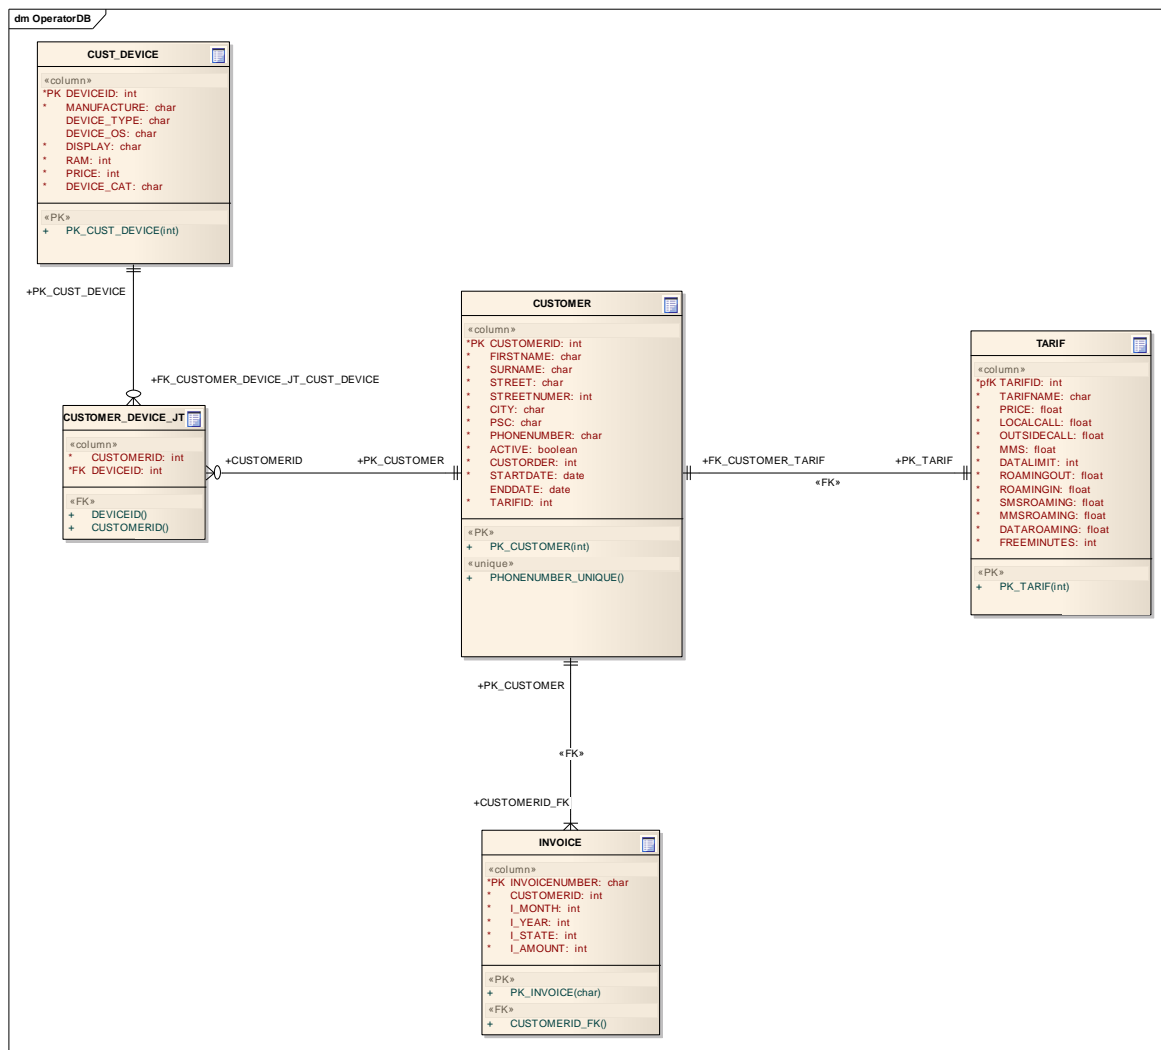 dm OperatorDB
CUST_DEVICE
«column»
*PK DEVICEID: int
* MANUFACTURE: char
DEVICE_TYPE: char
DEVICE_OS: char
* DISPLAY: char
* RAM: int
* PRICE: int
* DEVICE_CAT: char
«PK»
+ PK_CUST_DEVICE(int)
+PK_CUST_DEVICE
+FK_CUSTOMER_DEVICE_JT_CUST_DEVICE
CUSTOMER_DEVICE_JT
«column»
* CUSTOMERID: int
*FK DEVICEID: int
«FK»
+ DEVICEID()
+ CUSTOMERID()
+CUSTOMERID
+PK_CUSTOMER
CUSTOMER
«column»
*PK CUSTOMERID: int
* FIRSTNAME: char
* SURNAME: char
* STREET: char
* STREETNUMER: int
* CITY: char
* PSC: char
* PHONENUMBER: char
* ACTIVE: boolean
* CUSTORDER: int
* STARTDATE: date
ENDDATE: date
* TARIFID: int
«PK»
+ PK_CUSTOMER(int)
«unique»
+ PHONENUMBER_UNIQUE()
+FK_CUSTOMER_TARIF
+PK_TARIF
«FK»
TARIF
«column»
*pfK TARIFID: int
* TARIFNAME: char
* PRICE: float
* LOCALCALL: float
* OUTSIDECALL: float
* MMS: float
* DATALIMIT: int
* ROAMINGOUT: float
* ROAMINGIN: float
* SMSROAMING: float
* MMSROAMING: float
* DATAROAMING: float
* FREEMINUTES: int
«PK»
+ PK_TARIF(int)
+PK_CUSTOMER
«FK»
+CUSTOMERID_FK
INVOICE
«column»
*PK INVOICENUMBER: char
* CUSTOMERID: int
* I_MONTH: int
* I_YEAR: int
* I_STATE: int
* I_AMOUNT: int
«PK»
+ PK_INVOICE(char)
«FK»
+ CUSTOMERID_FK()